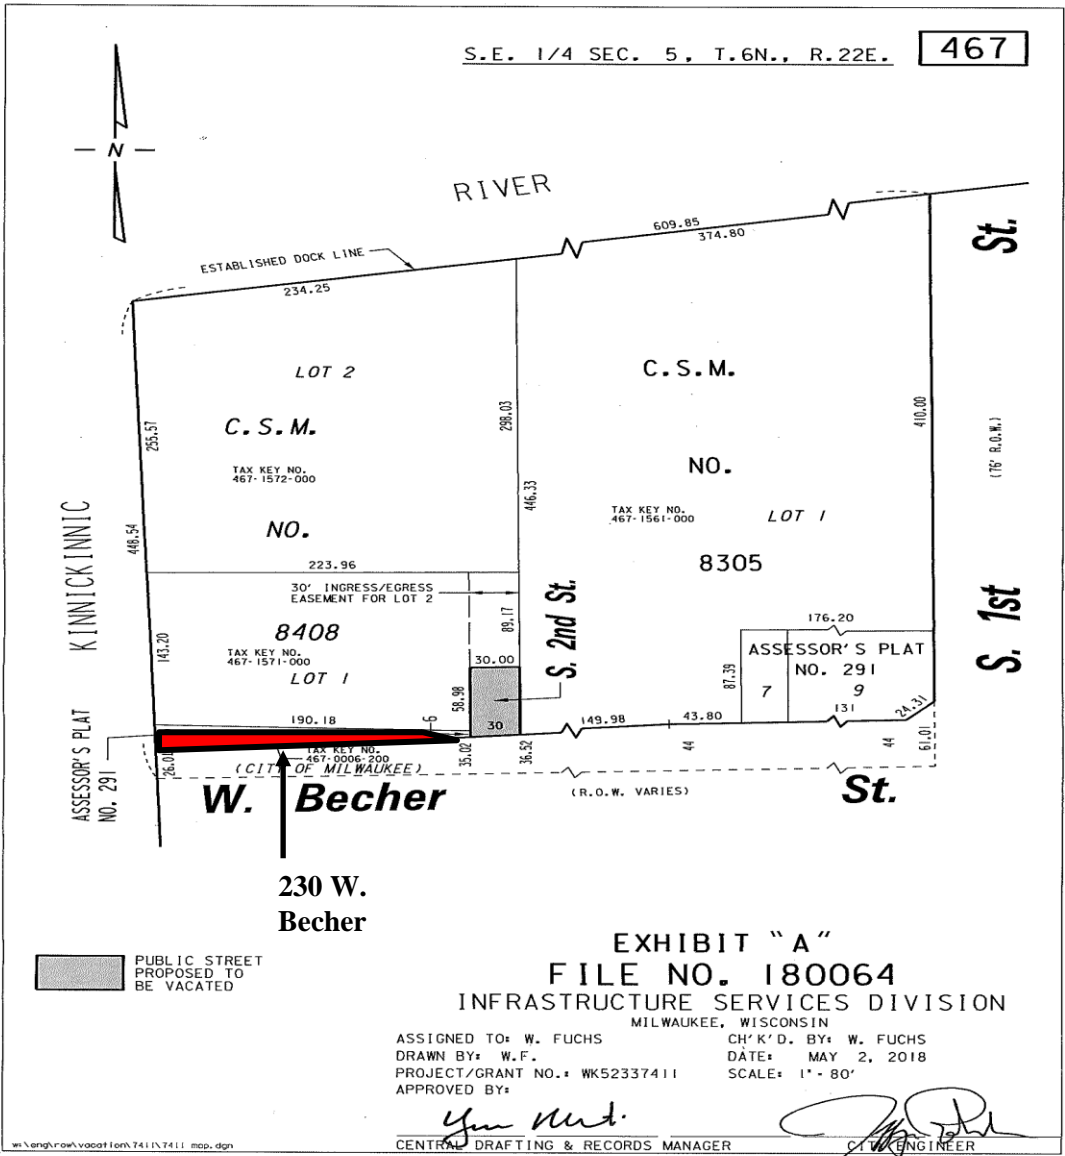 S.E. 1/4 SEC. 5, T.6N., R.22E.
467
N
RIVER
609.85
374.80
St.
ESTABLISHED DOCK LINE
234.25
LOT 2
C.S.M.
TAX KEY NO.
467-1572-000
NO.
255.57
448.54
298.03
446.33
C.S.M.
NO.
TAX KEY NO.
467-1561-000
LOT 1
8305
410.00
(76' R.O.W.)
KINNICKINNIC
223.96
30' INGRESS/EGRESS
EASEMENT FOR LOT 2
8408
TAX KEY NO.
467-1571-000
LOT 1
143.20
89.17
S. 2nd St.
S. 1st
176.20
ASSESSOR'S PLAT
NO. 291
7
9
87.39
30.00
58.98
30
190.18
6
149.98
43.80
131
24.31
ASSESSOR'S PLAT
NO. 291
26.01
TAX KEY NO.
467-0006-200
(CITY OF MILWAUKEE)
35.02
36.52
44
44
61.01
W. Becher St.
(R.O.W. VARIES)
230 W.
Becher
PUBLIC STREET
PROPOSED TO
BE VACATED
EXHIBIT "A"
FILE NO. 180064
INFRASTRUCTURE SERVICES DIVISION
MILWAUKEE, WISCONSIN
ASSIGNED TO: W. FUCHS
CH'K'D. BY: W. FUCHS
DRAWN BY: W.F.
DATE: MAY 2, 2018
PROJECT/GRANT NO.: WK52337411
SCALE: 1"-80'
APPROVED BY:
CENTRAL DRAFTING & RECORDS MANAGER
CITY ENGINEER
w:\eng\row\vacation\7411\7411 map.dgn